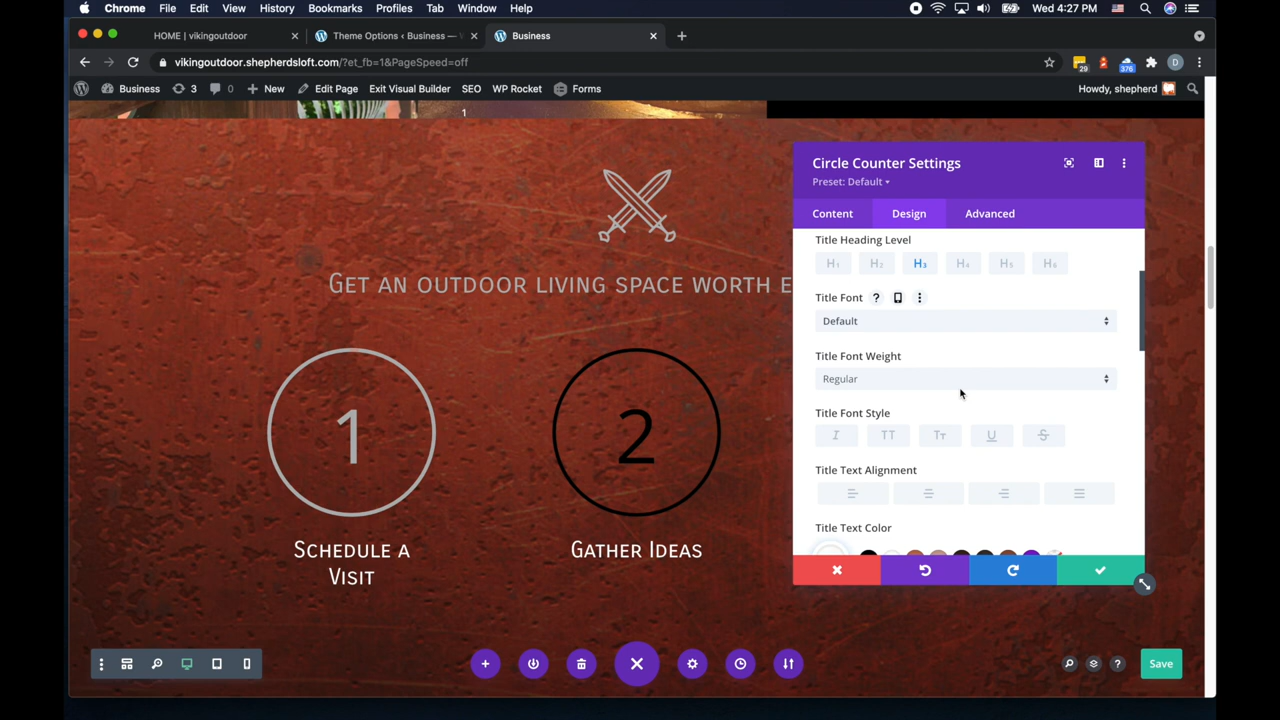 Chrome File Edit View History Bookmarks Profiles Tab Window Help Wed 4:27 PM
HOME | vikingoutdoor Theme Options ‹ Business — Business
vikingoutdoor.shepherdsloft.com/?et_fb=1&PageSpeed=off 29 376 D
Business 3 0 + New Edit Page Exit Visual Builder SEO WP Rocket Forms Howdy, shepherd
1
Circle Counter Settings
Preset: Default
Content Design Advanced
Title Heading Level
H1 H2 H3 H4 H5 H6
Title Font ?
Default
Title Font Weight
Regular
Title Font Style
I TT Tт U S
Title Text Alignment
Title Text Color
Get an outdoor living space worth e
1 2
Schedule a
Visit
Gather Ideas
? Save